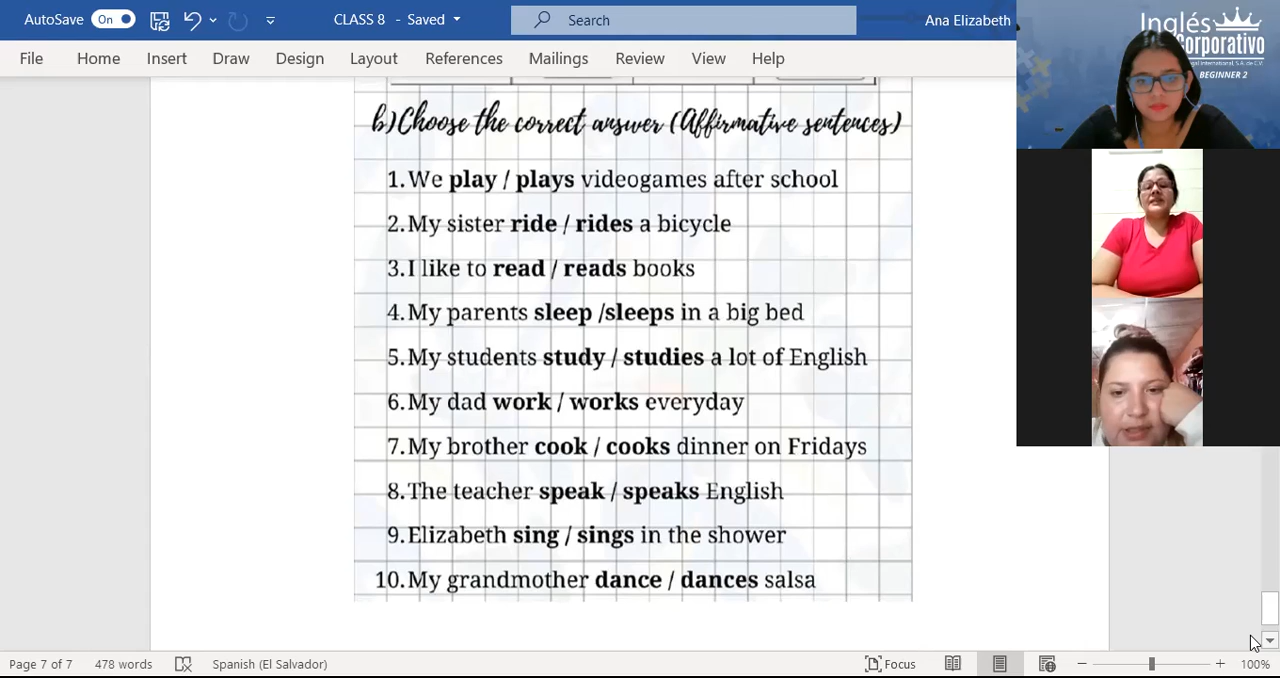 AutoSave On CLASS 8 - Saved Search Ana Elizabeth
File Home Insert Draw Design Layout References Mailings Review View Help
Inglés
Corporativo
BEGINNER 2
b)Choose the correct answer (Affirmative sentences)
1. We play / plays videogames after school
2. My sister ride / rides a bicycle
3. I like to read / reads books
4. My parents sleep /sleeps in a big bed
5. My students study / studies a lot of English
6. My dad work / works everyday
7. My brother cook / cooks dinner on Fridays
8. The teacher speak / speaks English
9. Elizabeth sing / sings in the shower
10. My grandmother dance / dances salsa
Page 7 of 7 478 words Spanish (El Salvador) Focus 100%